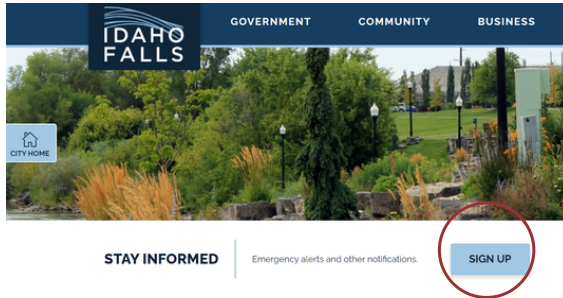 IDAHO
FALLS
GOVERNMENT
COMMUNITY
BUSINESS
CITY HOME
STAY INFORMED
Emergency alerts and other notifications.
SIGN UP